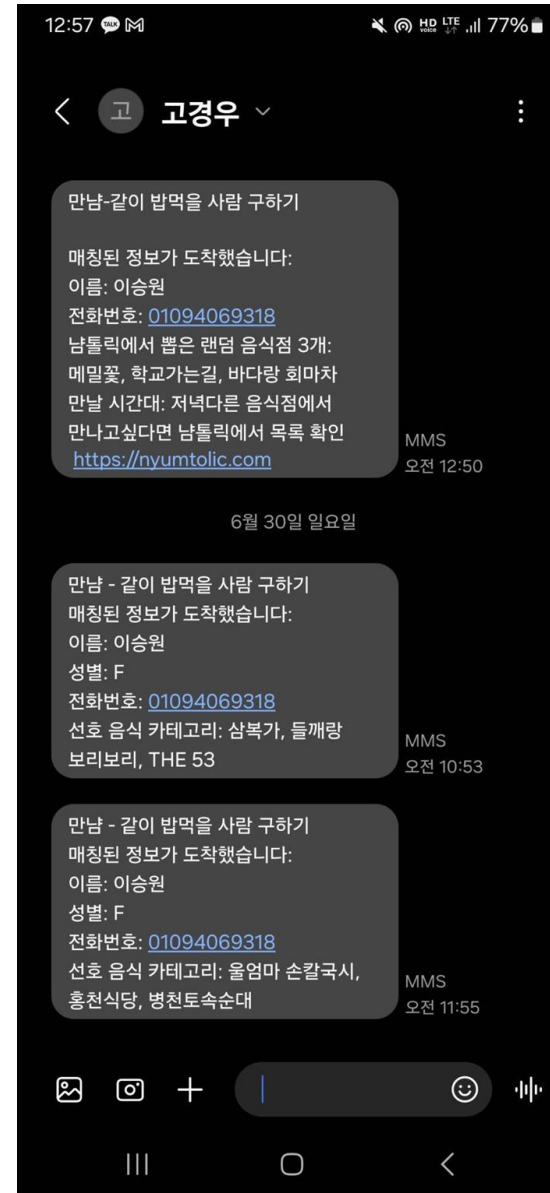 12:57 TALK M HD voice LTE 77%
고 고경우
만냠-같이 밥먹을 사람 구하기
매칭된 정보가 도착했습니다:
이름: 이승원
전화번호: 01094069318
냠톨릭에서 뽑은 랜덤 음식점 3개:
메밀꽃, 학교가는길, 바다랑 회마차
만날 시간대: 저녁다른 음식점에서
만나고싶다면 냠톨릭에서 목록 확인
https://nyumtolic.com
MMS
오전 12:50
6월 30일 일요일
만냠 - 같이 밥먹을 사람 구하기
매칭된 정보가 도착했습니다:
이름: 이승원
성별: F
전화번호: 01094069318
선호 음식 카테고리: 삼복가, 들깨랑
보리보리, THE 53
MMS
오전 10:53
만냠 - 같이 밥먹을 사람 구하기
매칭된 정보가 도착했습니다:
이름: 이승원
성별: F
전화번호: 01094069318
선호 음식 카테고리: 울엄마 손칼국시,
홍천식당, 병천토속순대
MMS
오전 11:55